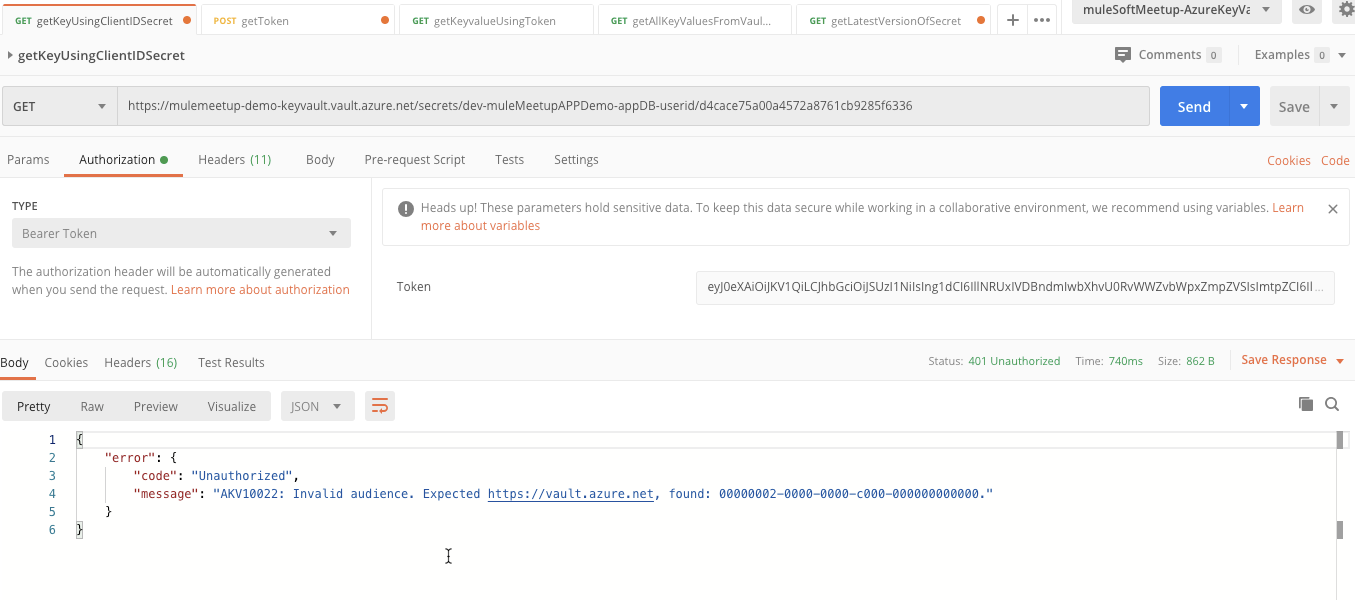 GET getKeyUsingClientIDSecret POST getToken GET getKeyvalueUsingToken GET getAllKeyValuesFromVaul... GET getLatestVersionOfSecret + ••• muleSoftMeetup-AzureKeyVa
getKeyUsingClientIDSecret Comments 0 Examples 0
GET https://mulemeetup-demo-keyvault.vault.azure.net/secrets/dev-muleMeetupAPPDemo-appDB-userid/d4cace75a00a4572a8761cb9285f6336 Send Save
Params Authorization Headers (11) Body Pre-request Script Tests Settings Cookies Code
TYPE
Bearer Token
The authorization header will be automatically generated
when you send the request. Learn more about authorization
Heads up! These parameters hold sensitive data. To keep this data secure while working in a collaborative environment, we recommend using variables. Learn
more about variables
Token
Body Cookies Headers (16) Test Results Status: 401 Unauthorized Time: 740ms Size: 862 B Save Response
Pretty Raw Preview Visualize JSON
1 {
2 "error": {
3 "code": "Unauthorized",
4 "message": "AKV10022: Invalid audience. Expected https://vault.azure.net, found: 00000002-0000-0000-c000-000000000000."
5 }
6 }